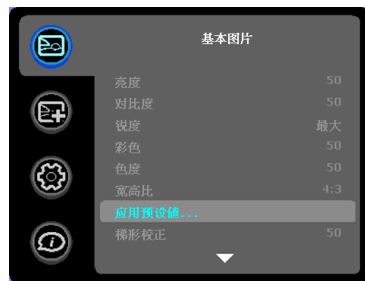 基本图片
亮度 50
对比度 50
锐度 最大
彩色 50
色度 50
宽高比 4:3
应用预设值...
梯形校正 50